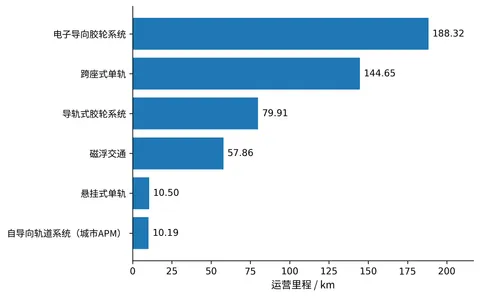 电子导向胶轮系统 188.32
跨座式单轨 144.65
导轨式胶轮系统 79.91
磁浮交通 57.86
悬挂式单轨 10.50
自导向轨道系统（城市APM） 10.19
0 25 50 75 100 125 150 175 200
运营里程 / km